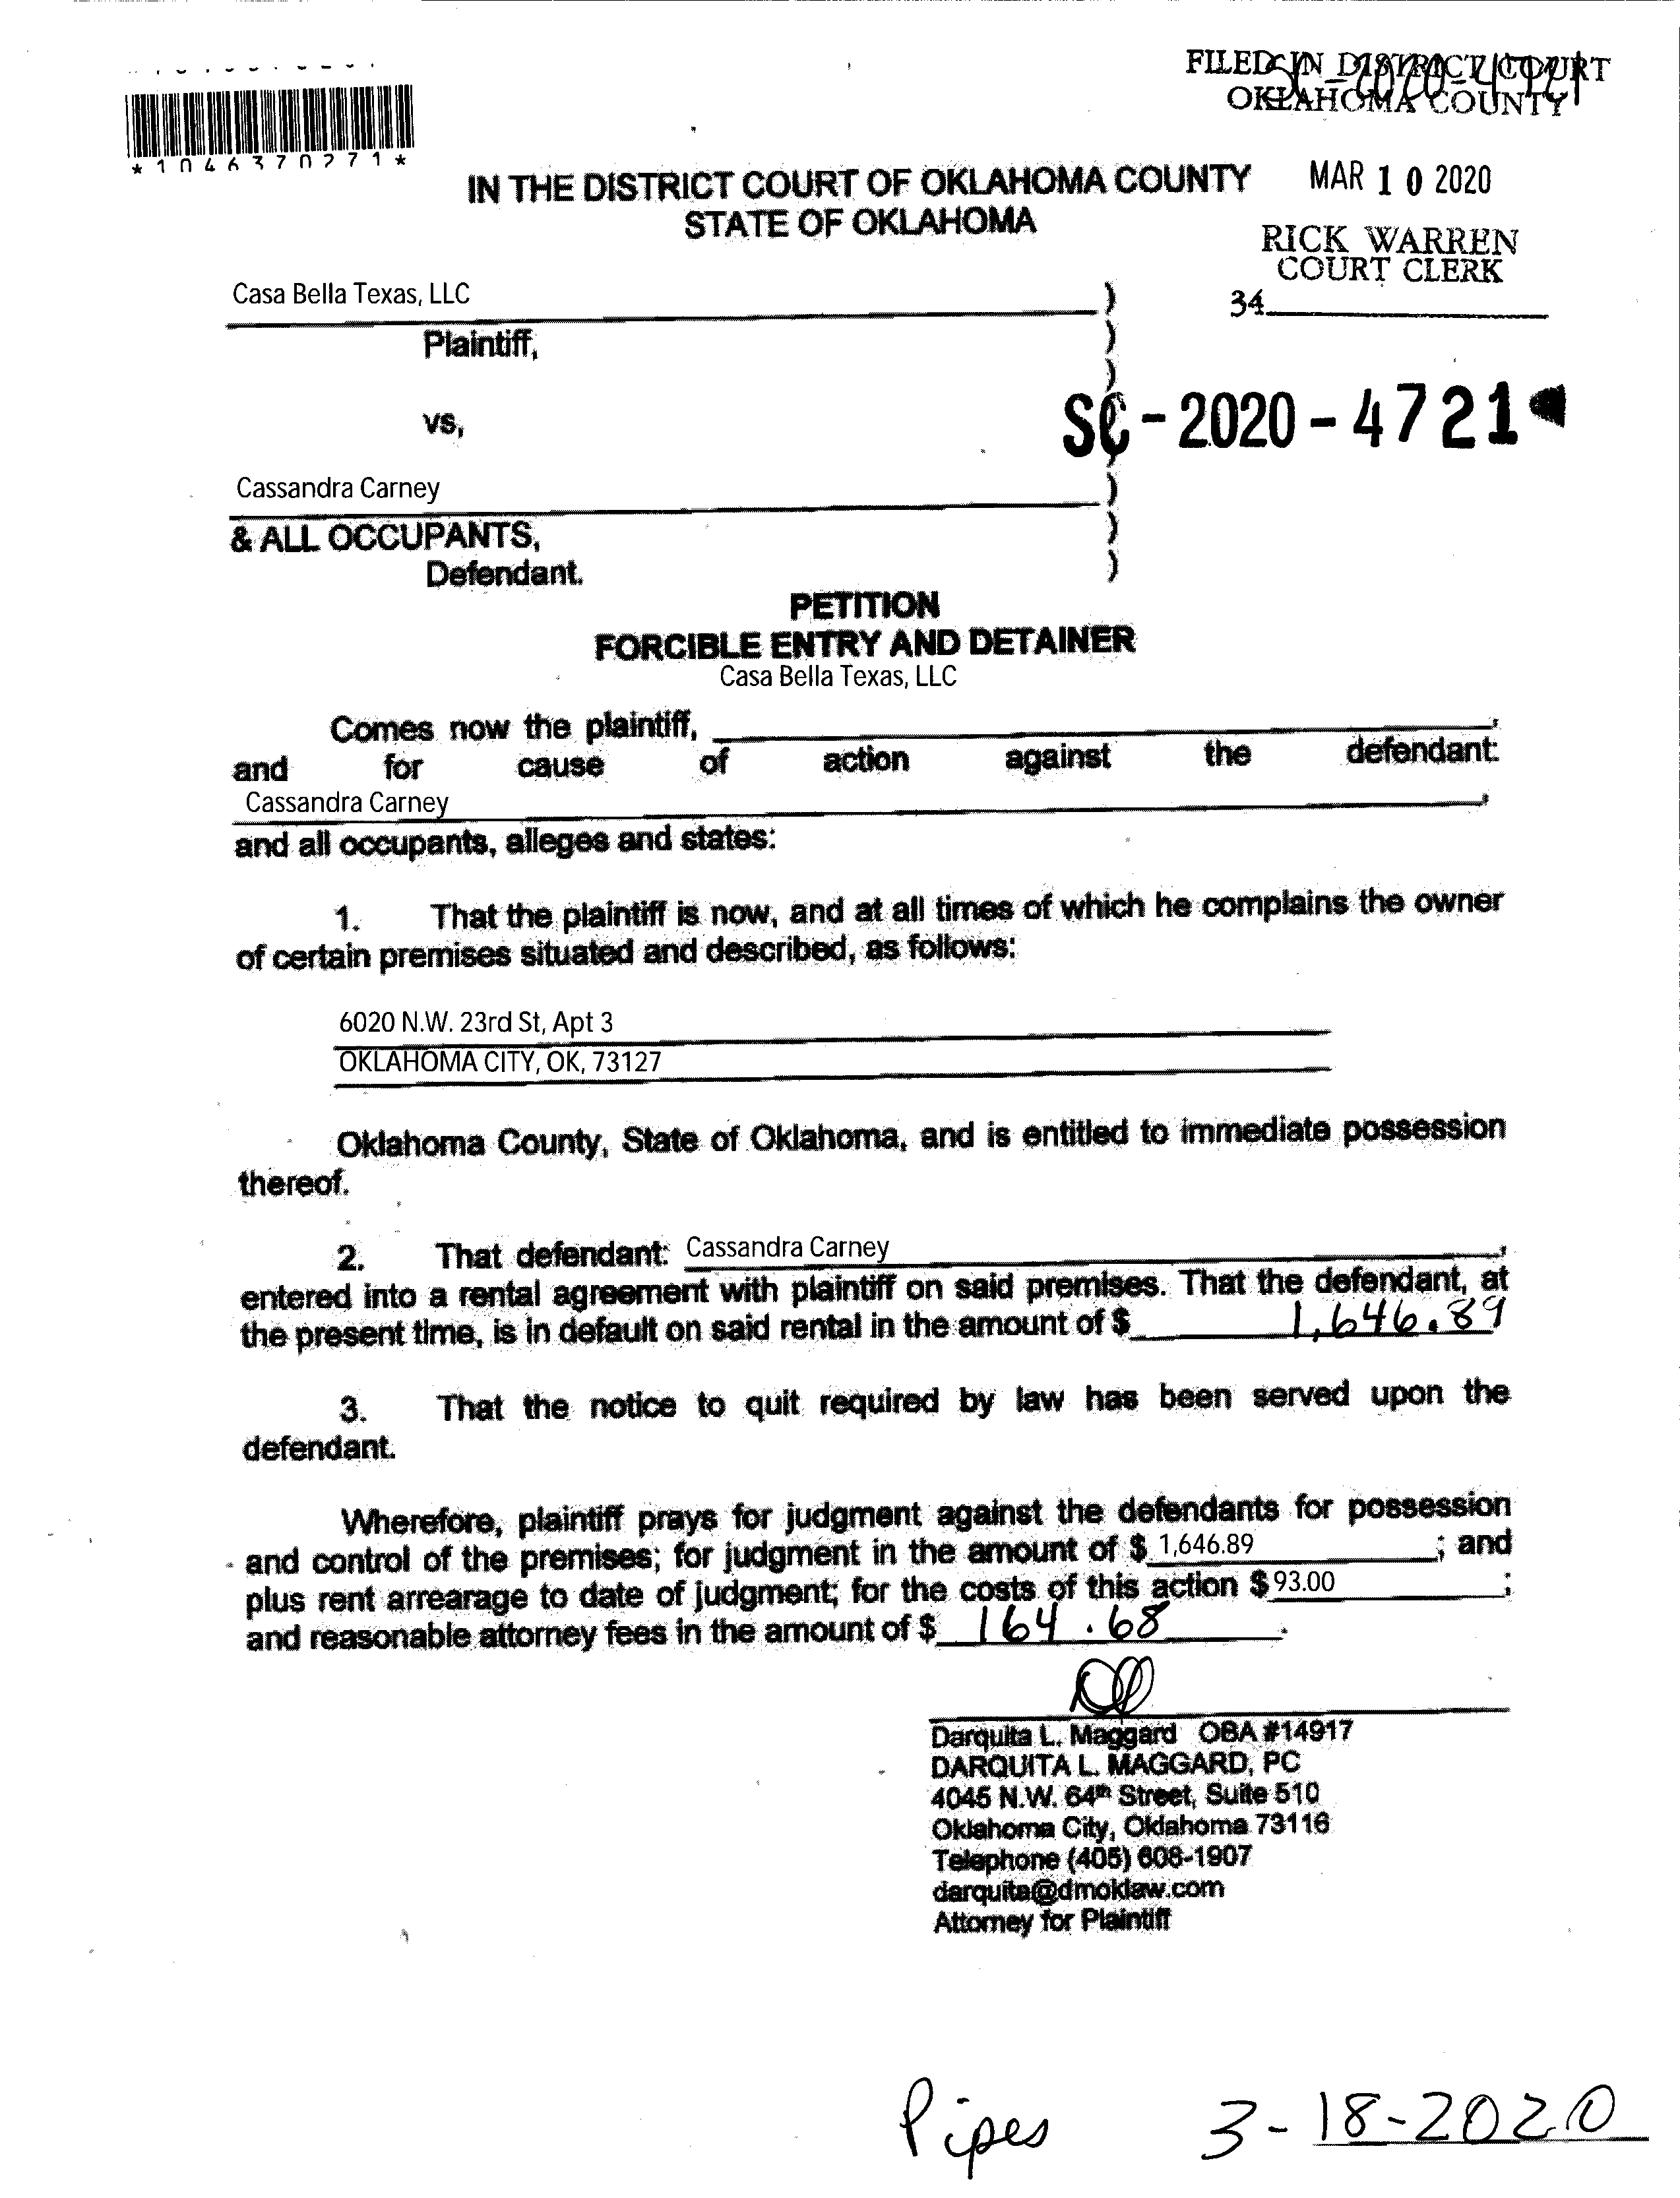 FILED IN DISTRICT COURT
OKLAHOMA COUNTY
*1046370271*
IN THE DISTRICT COURT OF OKLAHOMA COUNTY
STATE OF OKLAHOMA
MAR 10 2020
RICK WARREN
COURT CLERK
34
Casa Bella Texas, LLC )
Plaintiff, )
)
vs,
SC-2020-4721
Cassandra Carney )
& ALL OCCUPANTS, )
Defendant. )
PETITION
FORCIBLE ENTRY AND DETAINER
Casa Bella Texas, LLC
Comes now the plaintiff, ,
and for cause of action against the defendant:
Cassandra Carney ,
and all occupants, alleges and states:
1. That the plaintiff is now, and at all times of which he complains the owner
of certain premises situated and described, as follows:
6020 N.W. 23rd St, Apt 3
OKLAHOMA CITY, OK, 73127
Oklahoma County, State of Oklahoma, and is entitled to immediate possession
thereof.
2. That defendant: Cassandra Carney ,
entered into a rental agreement with plaintiff on said premises. That the defendant, at
the present time, is in default on said rental in the amount of $ 1,646.89
3. That the notice to quit required by law has been served upon the
defendant.
Wherefore, plaintiff prays for judgment against the defendants for possession
and control of the premises; for judgment in the amount of $ 1,646.89 ; and
plus rent arrearage to date of judgment; for the costs of this action $ 93.00 ;
and reasonable attorney fees in the amount of $ 164.68 .
Darquita L. Maggard OBA #14917
DARQUITA L. MAGGARD, PC
4045 N.W. 64th Street, Suite 510
Oklahoma City, Oklahoma 73116
Telephone (405) 608-1907
darquita@dmoklaw.com
Attorney for Plaintiff
Pipes 3-18-2020